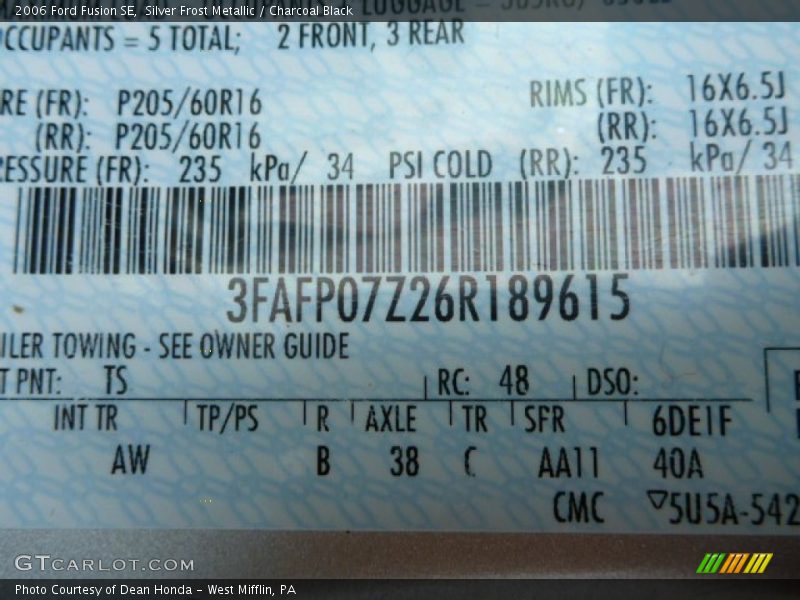 2006 Ford Fusion SE, Silver Frost Metallic / Charcoal Black
CCUPANTS = 5 TOTAL; 2 FRONT, 3 REAR
RE (FR): P205/60R16 RIMS (FR): 16X6.5J
(RR): P205/60R16 (RR): 16X6.5J
ESSURE (FR): 235 kPa/ 34 PSI COLD (RR): 235 kPa/ 34
3FAFP07Z26R189615
ILER TOWING - SEE OWNER GUIDE
T PNT: TS RC: 48 DSO:
INT TR TP/PS R AXLE TR SFR 6DE1F
AW B 38 C AA11 40A
CMC 5U5A-542
GTCARLOT.COM
Photo Courtesy of Dean Honda - West Mifflin, PA